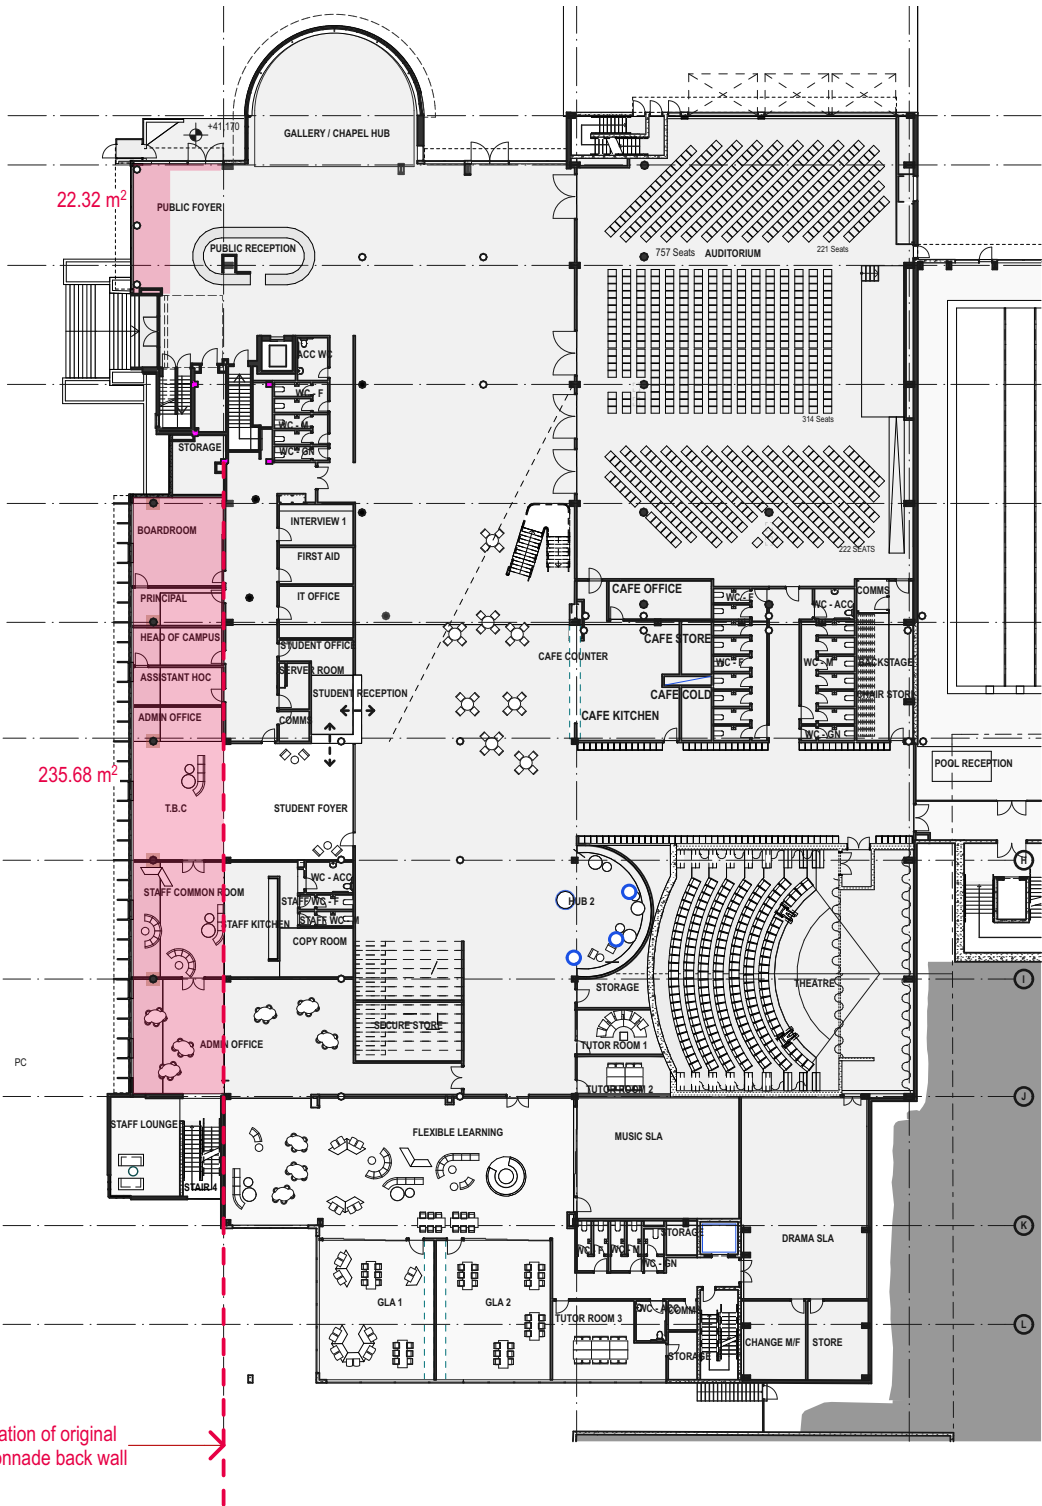 +41,170
GALLERY / CHAPEL HUB
22.32 m²
PUBLIC FOYER
PUBLIC RECEPTION
757 Seats
AUDITORIUM
221 Seats
ACC WC
WC - F
WC - M
WC - GN
314 Seats
STORAGE
BOARDROOM
INTERVIEW 1
FIRST AID
222 SEATS
IT OFFICE
CAFE OFFICE
COMMS
PRINCIPAL
WC - F
WC - ACC
HEAD OF CAMPUS
STUDENT OFFICE
CAFE STORE
CAFE COUNTER
ASSISTANT HOC
SERVER ROOM
STUDENT RECEPTION
WC - F
WC - M
BACKSTAGE
CHAIR STORE
CAFE COLD
ADMIN OFFICE
COMMS
CAFE KITCHEN
WC - GN
235.68 m²
POOL RECEPTION
T.B.C
STUDENT FOYER
H
WC - ACC
STAFF COMMON ROOM
STAFF WC - F
HUB 2
STAFF KITCHEN
STAFF WC - M
COPY ROOM
I
STORAGE
THEATRE
SECURE STORE
ADMIN OFFICE
TUTOR ROOM 1
PC
TUTOR ROOM 2
J
STAFF LOUNGE
FLEXIBLE LEARNING
MUSIC SLA
STAIR 4
K
STORAGE
DRAMA SLA
WC - F
WC - M
WC - GN
GLA 1
GLA 2
WC - ACC
COMMS
TUTOR ROOM 3
L
CHANGE M/F
STORE
STORAGE
ation of original
onnade back wall